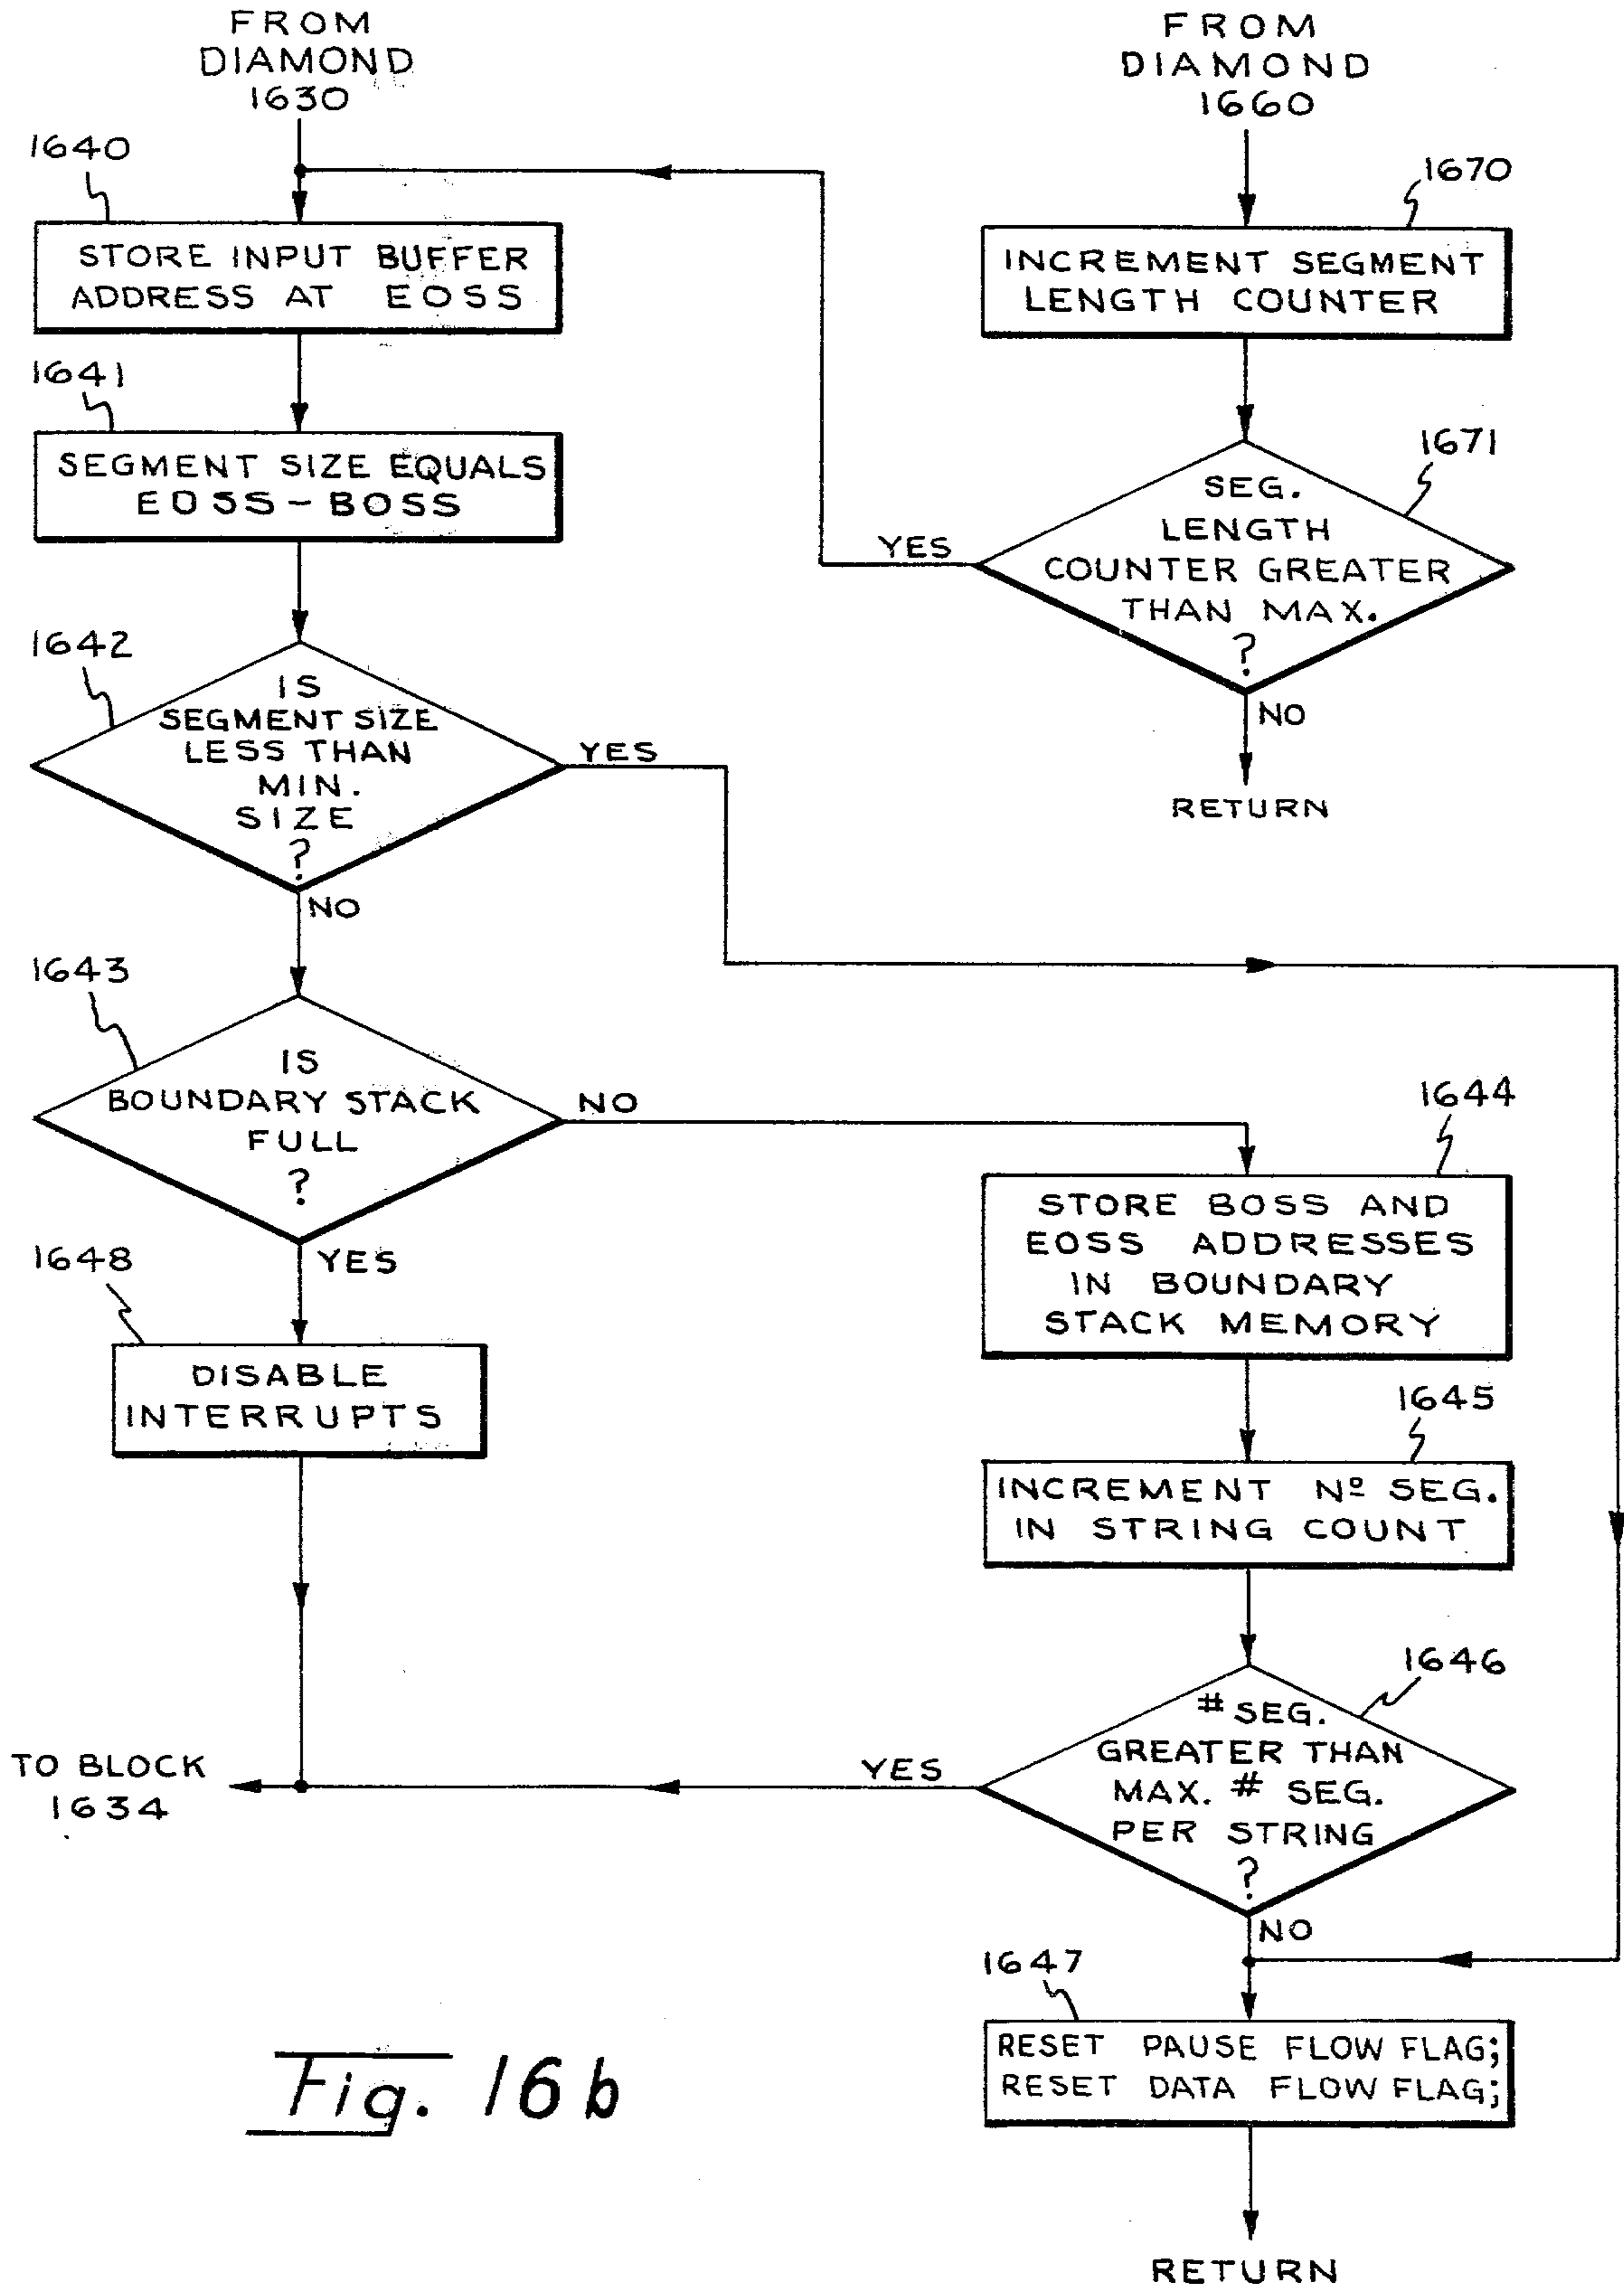 FROM
DIAMOND
1630
1640
STORE INPUT BUFFER
ADDRESS AT EOSS
1641
SEGMENT SIZE EQUALS
EOSS-BOSS
1642
IS
SEGMENT SIZE
LESS THAN
MIN.
SIZE
?
YES
NO
1643
IS
BOUNDARY STACK
FULL
?
NO
YES
1648
DISABLE
INTERRUPTS
TO BLOCK
1634
FROM
DIAMOND
1660
1670
INCREMENT SEGMENT
LENGTH COUNTER
1671
SEG.
LENGTH
COUNTER GREATER
THAN MAX.
?
YES
NO
RETURN
1644
STORE BOSS AND
EOSS ADDRESSES
IN BOUNDARY
STACK MEMORY
1645
INCREMENT Nº SEG.
IN STRING COUNT
1646
# SEG.
GREATER THAN
MAX. # SEG.
PER STRING
?
YES
NO
1647
RESET PAUSE FLOW FLAG;
RESET DATA FLOW FLAG;
RETURN
Fig. 16b